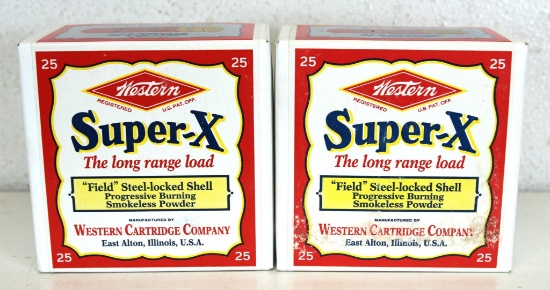 25 25
Western
REGISTERED U.S. PAT. OFF.
Super-X
The long range load
"Field" Steel-locked Shell
Progressive Burning
Smokeless Powder
MANUFACTURED BY
WESTERN CARTRIDGE COMPANY
East Alton, Illinois, U.S.A.
25 25
25 25
Western
REGISTERED U.S. PAT. OFF.
Super-X
The long range load
"Field" Steel-locked Shell
Progressive Burning
Smokeless Powder
MANUFACTURED BY
WESTERN CARTRIDGE COMPANY
East Alton, Illinois, U.S.A.
25 25